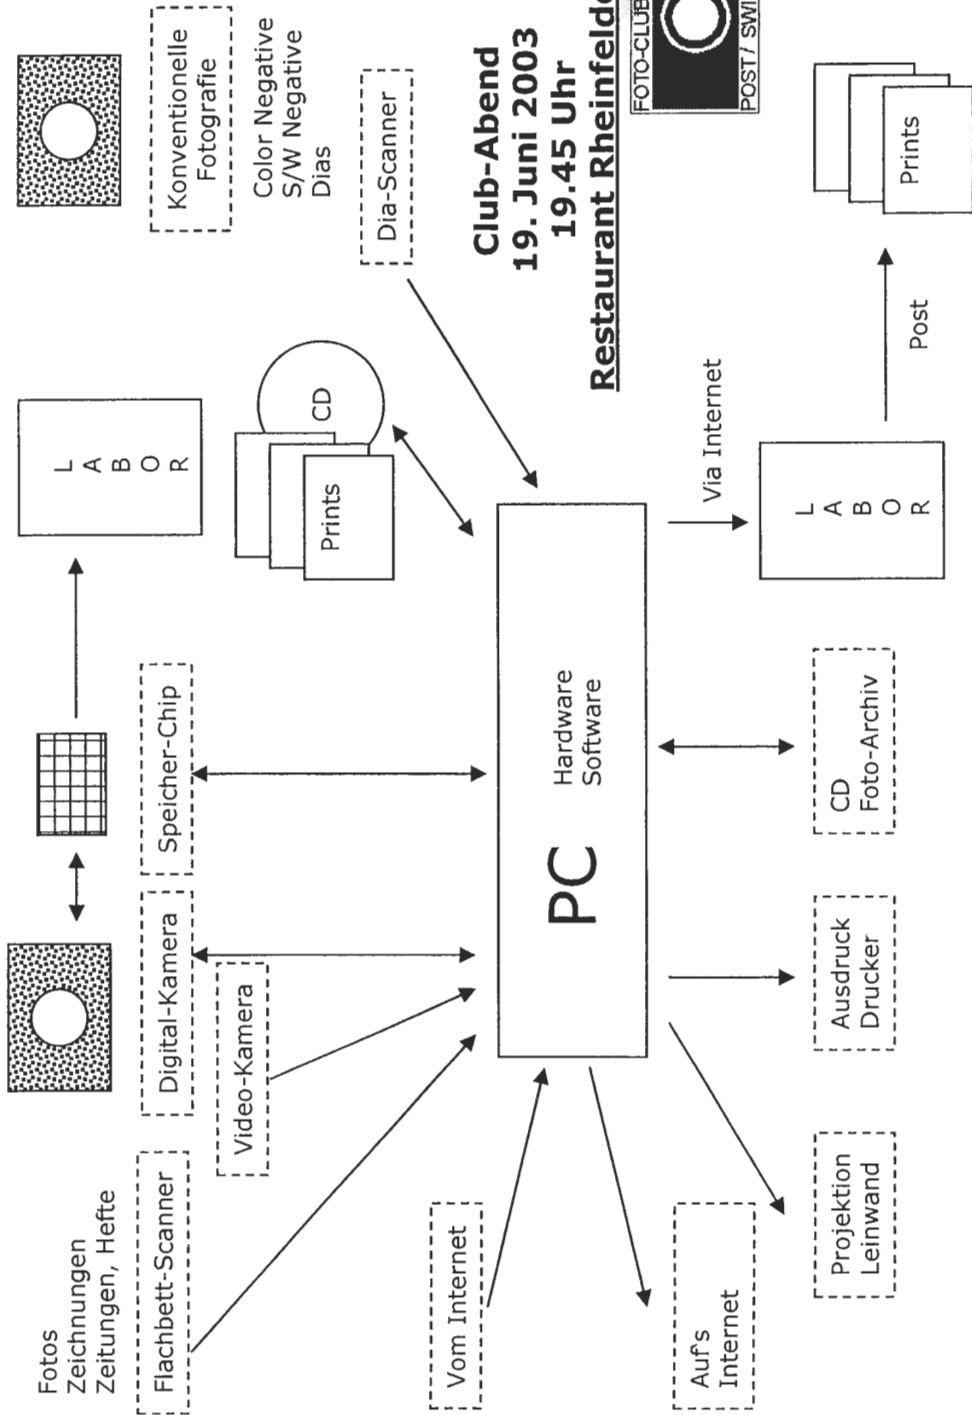 Fotos
Zeichnungen
Zeitungen, Hefte
Flachbett-Scanner
Digital-Kamera
Speicher-Chip
Video-Kamera
L
A
B
O
R
Prints
CD
Konventionelle
Fotografie
Color Negative
S/W Negative
Dias
Dia-Scanner
Vom Internet
PC
Hardware
Software
Club-Abend
19. Juni 2003
19.45 Uhr
Restaurant Rheinfelde
FOTO-CLUB
POST / SWI
Auf's
Internet
Projektion
Leinwand
Ausdruck
Drucker
CD
Foto-Archiv
Via Internet
L
A
B
O
R
Post
Prints